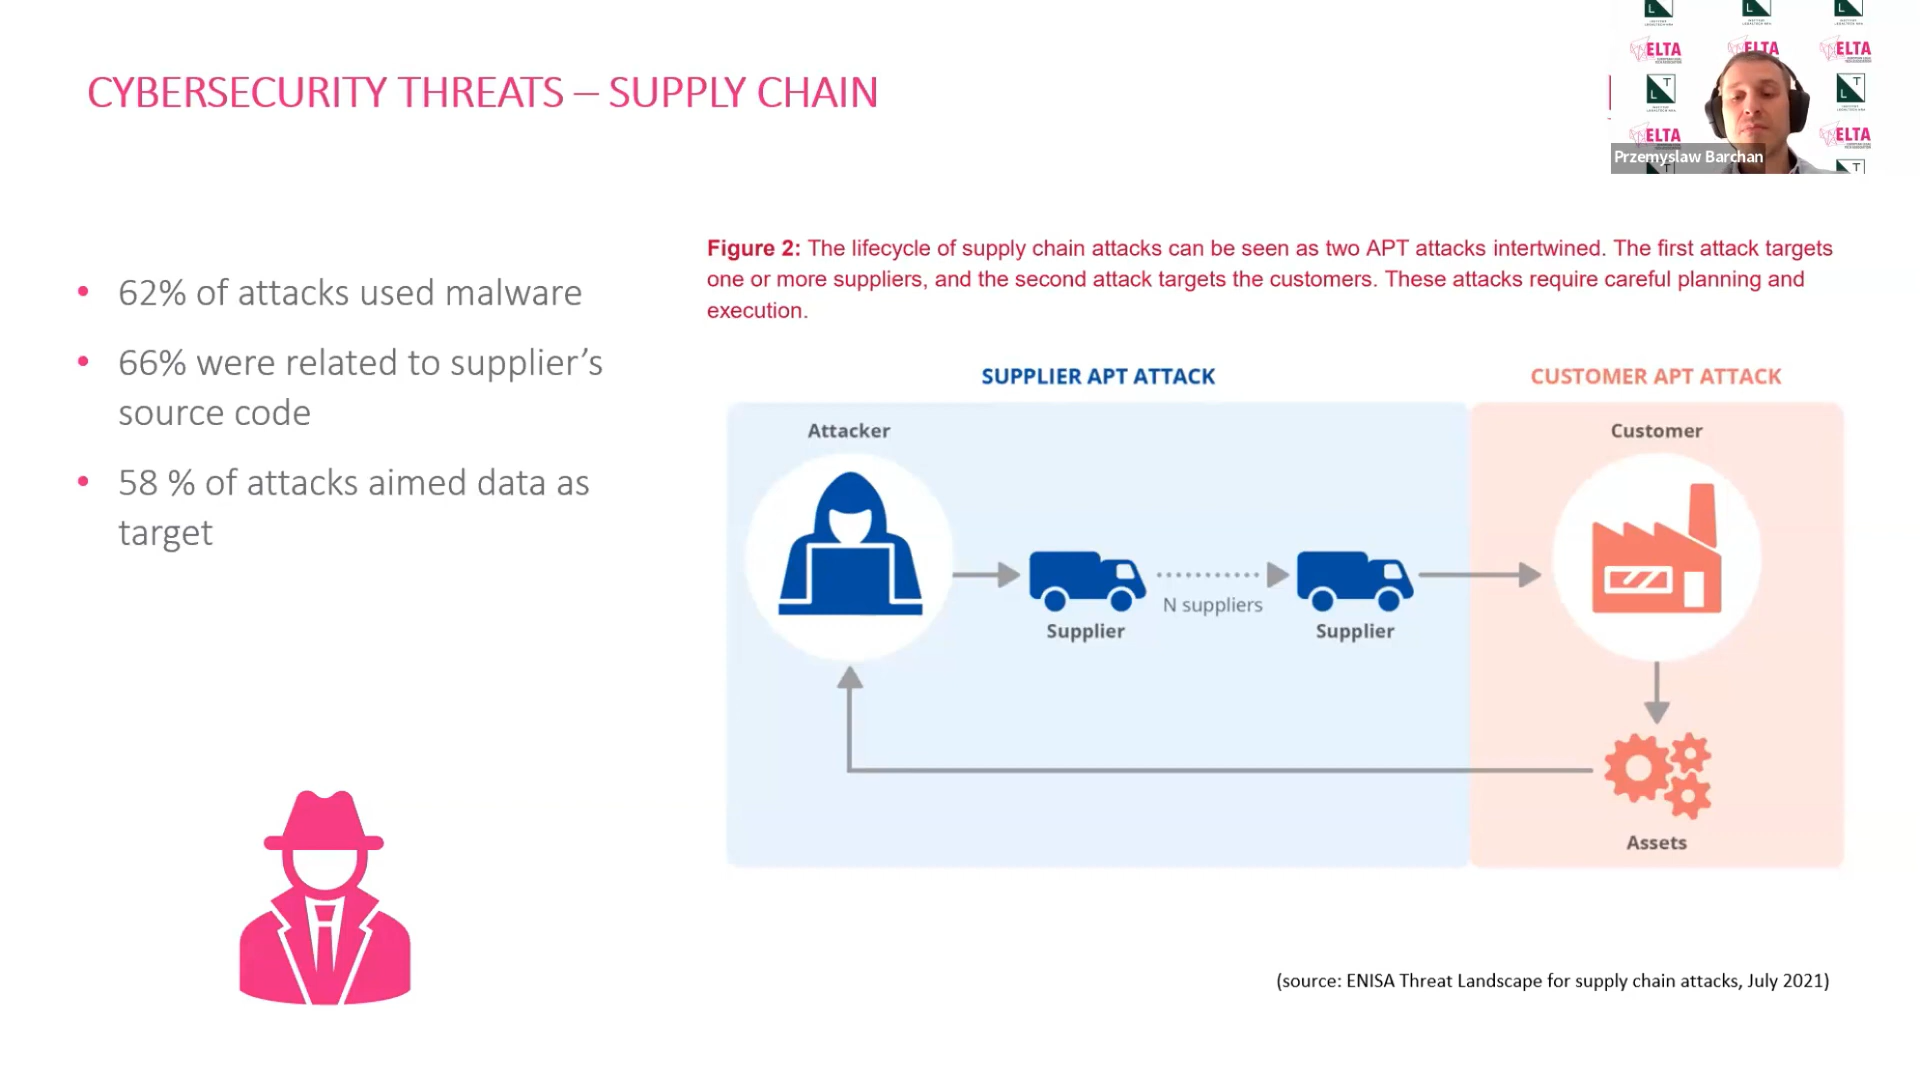 CYBERSECURITY THREATS – SUPPLY CHAIN
ELTA
ELTA
ELTA
L T
L T
ELTA
ELTA
Przemyslaw Barchan
• 62% of attacks used malware
• 66% were related to supplier’s
source code
• 58 % of attacks aimed data as
target
Figure 2: The lifecycle of supply chain attacks can be seen as two APT attacks intertwined. The first attack targets
one or more suppliers, and the second attack targets the customers. These attacks require careful planning and
execution.
SUPPLIER APT ATTACK
CUSTOMER APT ATTACK
Attacker
Customer
N suppliers
Supplier
Supplier
Assets
(source: ENISA Threat Landscape for supply chain attacks, July 2021)